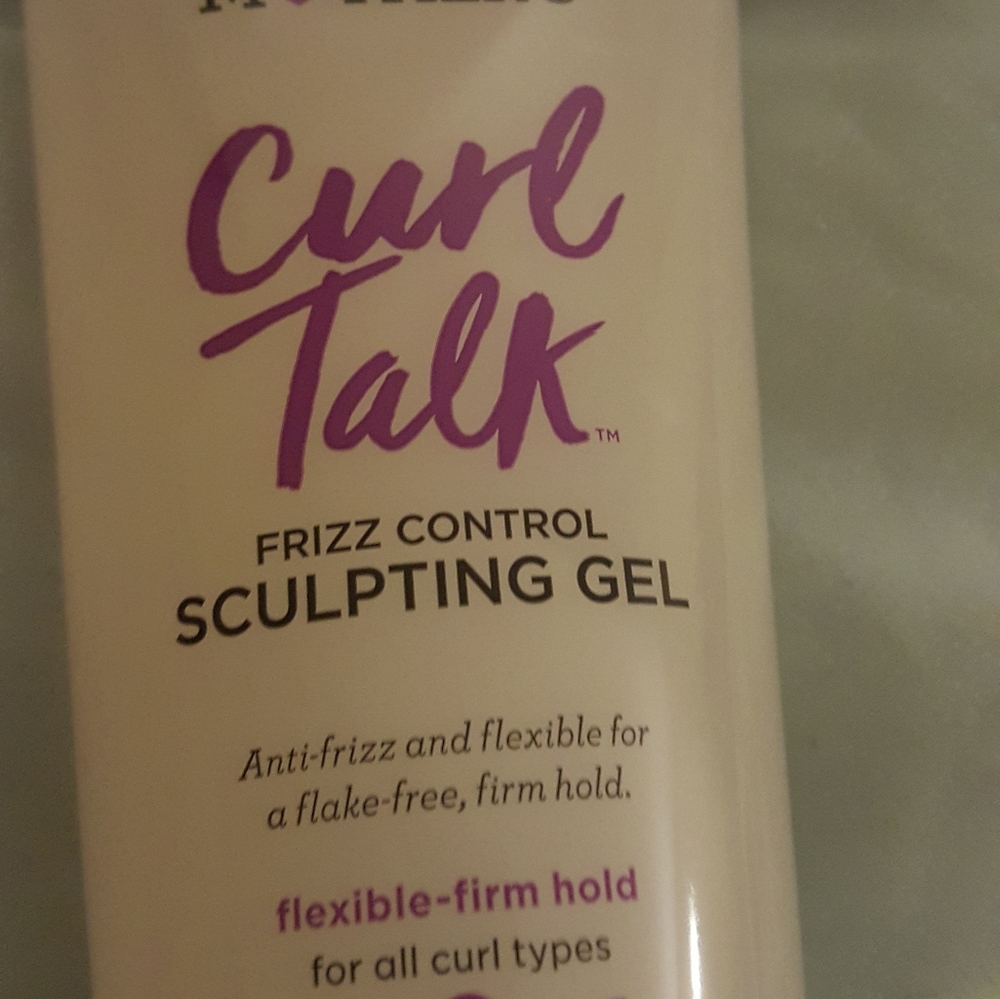 Curl
Talk™
FRIZZ CONTROL
SCULPTING GEL
Anti-frizz and flexible for
a flake-free, firm hold.
flexible-firm hold
for all curl types